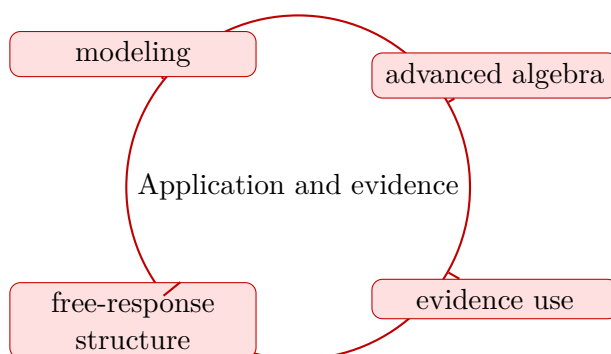 modeling
advanced algebra
Application and evidence
free-response
structure
evidence use